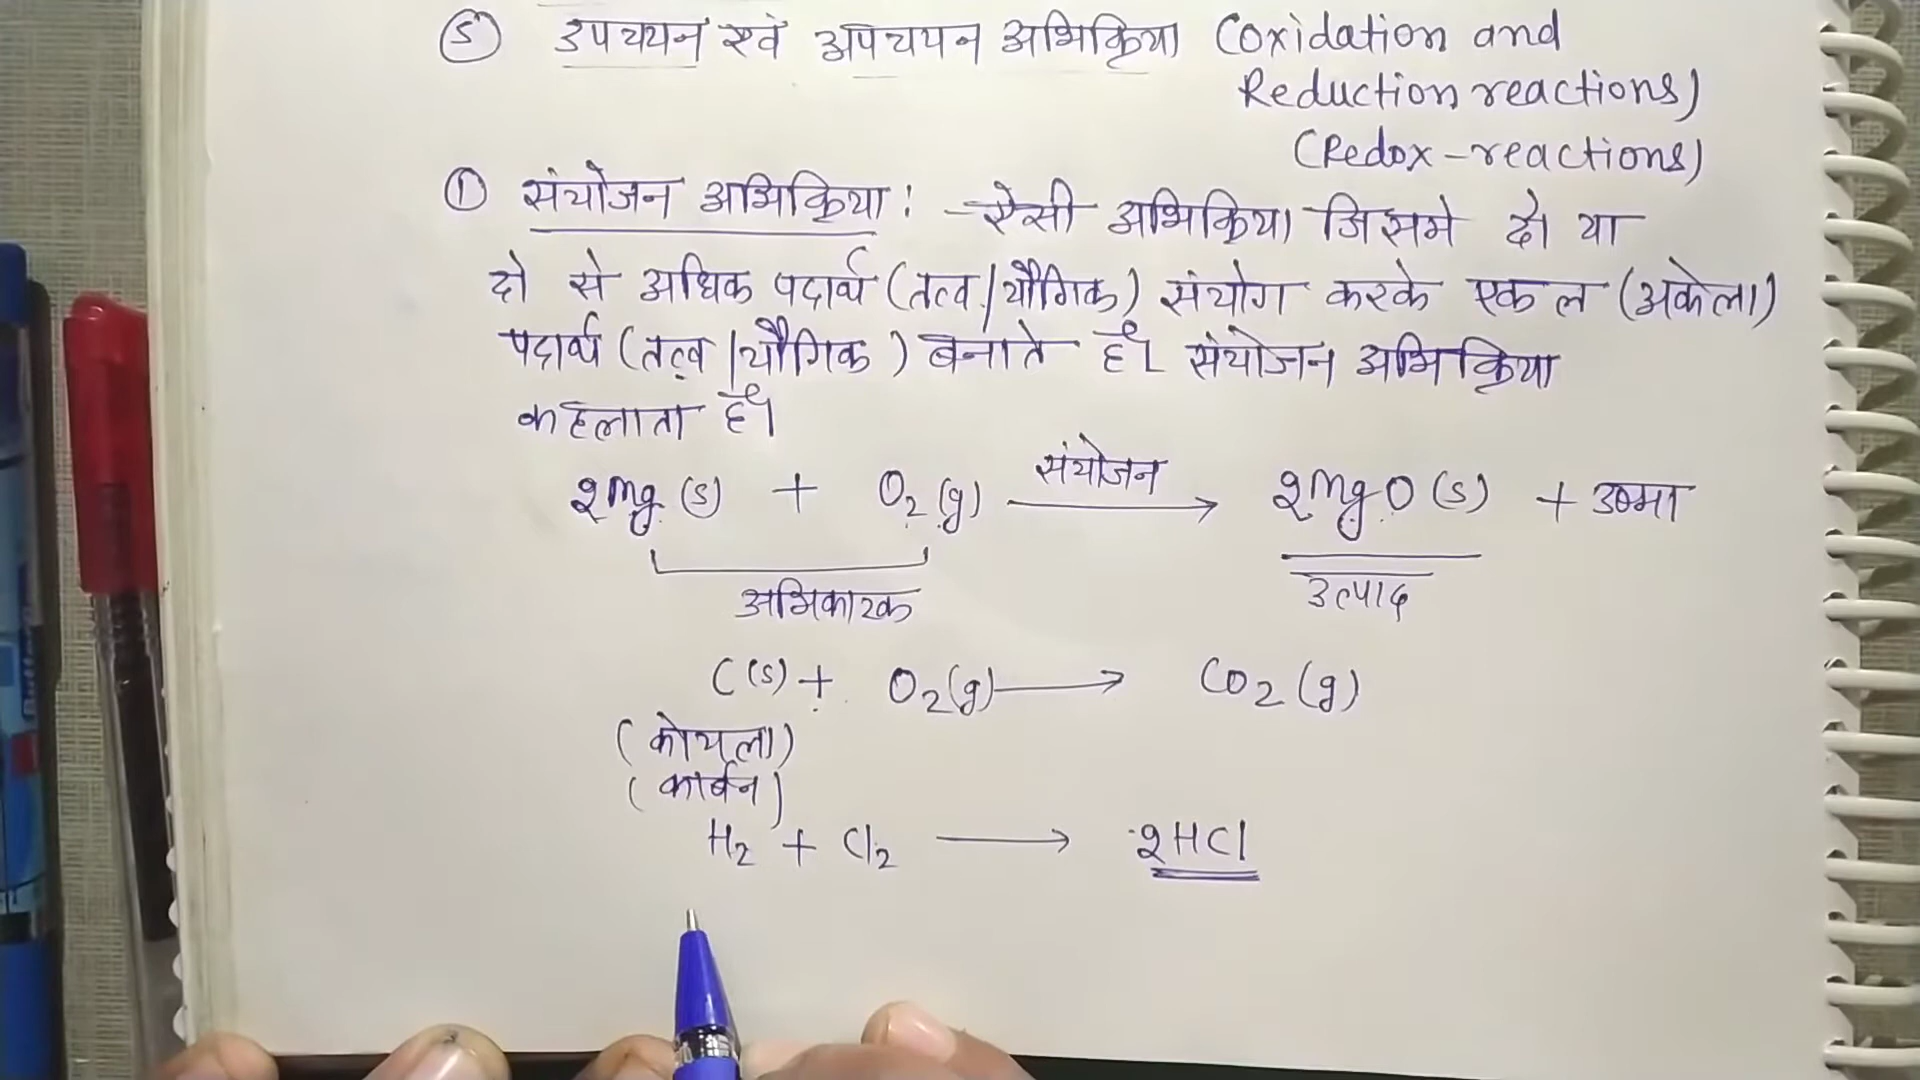 ⑤ उपचयन एवं अपचयन अभिक्रिया (Oxidation and
Reduction reactions)
(Redox-reactions)
① संयोजन अभिक्रिया : - ऐसी अभिक्रिया जिसमे दो या
दो से अधिक पदार्थ (तत्व/यौगिक) संयोग करके एकल (अकेला)
पदार्थ (तत्व/यौगिक) बनाते है। संयोजन अभिक्रिया
कहलाता है।
2Mg (s) + O₂ (g) संयोजन → 2MgO (s) + उष्मा
अभिकारक उत्पाद
C(s) + O₂(g) → CO₂ (g)
(कोयला)
(कार्बन)
H₂ + Cl₂ → 2HCl